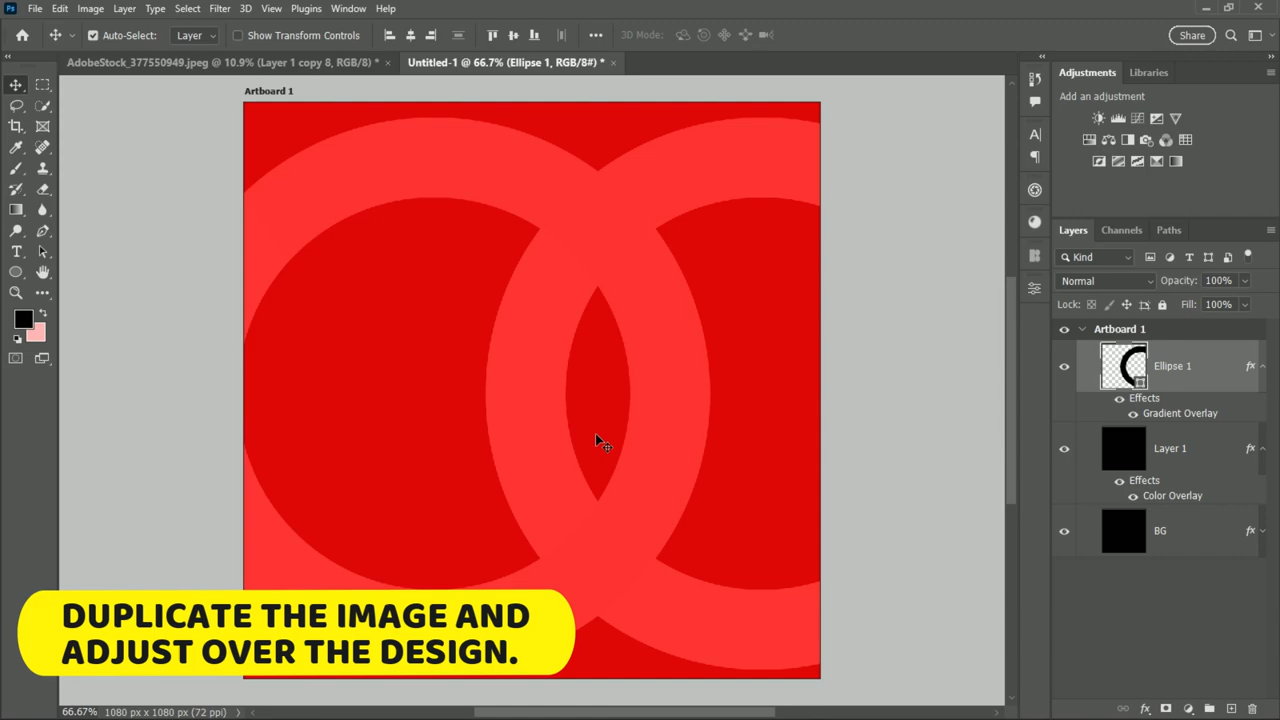 Ps File Edit Image Layer Type Select Filter 3D View Plugins Window Help
Auto-Select: Layer Show Transform Controls 3D Mode: Share
AdobeStock_377550949.jpeg @ 10.9% (Layer 1 copy 8, RGB/8) * × Untitled-1 @ 66.7% (Ellipse 1, RGB/8#) * ×
Artboard 1
Adjustments Libraries
Add an adjustment
Layers Channels Paths
Kind
Normal Opacity: 100%
Lock: Fill: 100%
Artboard 1
Ellipse 1 fx
Effects
Gradient Overlay
Layer 1 fx
Effects
Color Overlay
BG fx
DUPLICATE THE IMAGE AND
ADJUST OVER THE DESIGN.
66.67% 1080 px x 1080 px (72 ppi)
fx